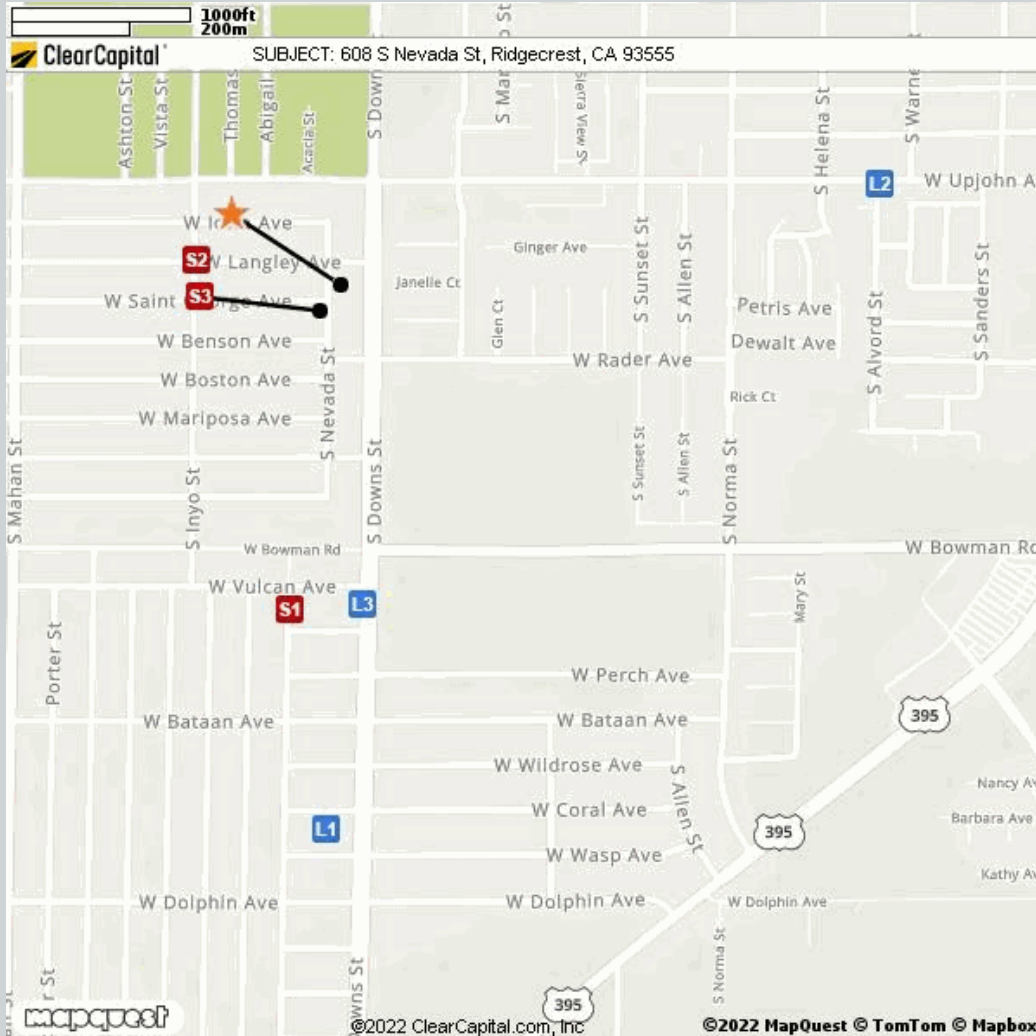 1000ft
200m
ClearCapital
SUBJECT: 608 S Nevada St, Ridgecrest, CA 93555
Ashton St
Vista St
Thomas
Abigail
Acacia St
S Down
Sierra View St
S Helena St
S Warne
L2
W Upjohn A
W Ave
S2
W Langley Ave
S3
W Saint orge Ave
W Benson Ave
W Boston Ave
W Mariposa Ave
Ginger Ave
Janelle Ct
Glen Ct
S Sunset St
S Allen St
Petris Ave
Dewalt Ave
S Alvord St
S Sanders St
W Rader Ave
Rick Ct
S Nevada St
S Mahan St
S Inyo St
S Downs St
S Sunset St
S Allen St
S Norma St
W Bowman Rd
W Bowman Rd
W Vulcan Ave
S1
L3
Mary St
Porter St
W Perch Ave
W Bataan Ave
W Bataan Ave
395
W Wildrose Ave
S Allen St
Nancy Av
W Coral Ave
Barbara Ave
L1
395
W Wasp Ave
Kathy Av
W Dolphin Ave
W Dolphin Ave
W Dolphin Ave
S Norma St
r St
owns St
395
mapquest
©2022 ClearCapital.com, Inc
©2022 MapQuest © TomTom © Mapbox